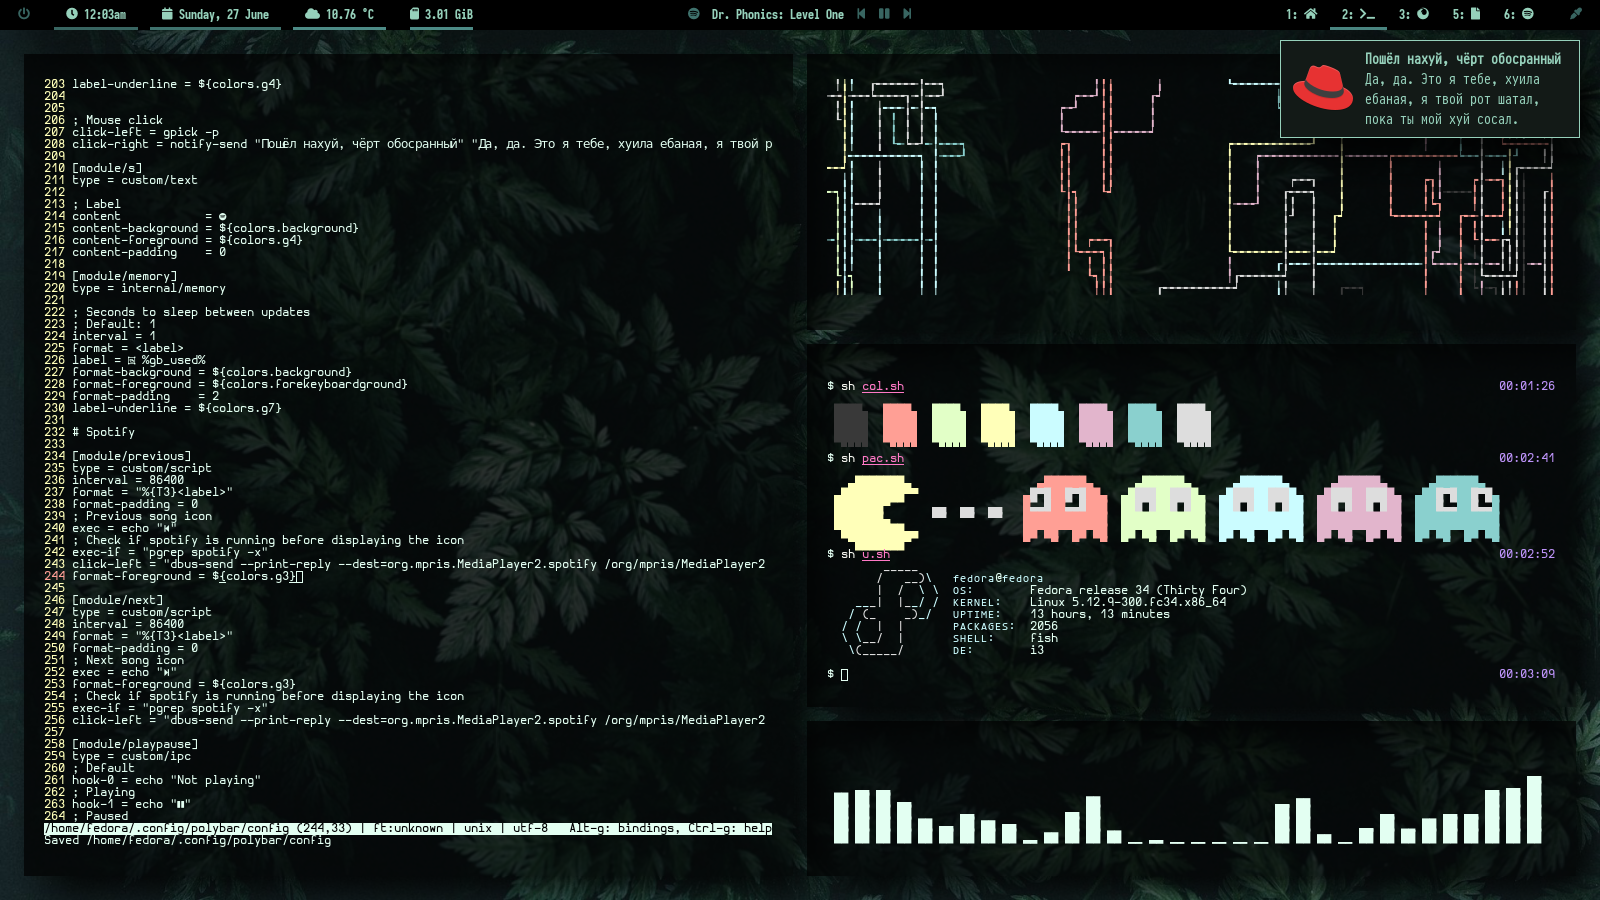 12:03am
Sunday, 27 June
10.76 °C
3.01 GiB
Dr. Phonics: Level One
1:
2:
3:
5:
6:
Пошёл нахуй, чёрт обосранный
Да, да. Это я тебе, хуила
ебаная, я твой рот шатал,
пока ты мой хуй сосал.
203 label-underline = ${colors.g4}
204
205
206 ; Mouse click
207 click-left = gpick -p
208 click-right = notify-send "Пошёл нахуй, чёрт обосранный" "Да, да. Это я тебе, хуила ебаная, я твой р
209
210 [module/s]
211 type = custom/text
212
213 ; Label
214 content            =
215 content-background = ${colors.background}
216 content-foreground = ${colors.g4}
217 content-padding    = 0
218
219 [module/memory]
220 type = internal/memory
221
222 ; Seconds to sleep between updates
223 ; Default: 1
224 interval = 1
225 format = <label>
226 label = %gb_used%
227 format-background = ${colors.background}
228 format-foreground = ${colors.forekeyboardground}
229 format-padding    = 2
230 label-underline = ${colors.g7}
231
232 # Spotify
233
234 [module/previous]
235 type = custom/script
236 interval = 86400
237 format = "%{T3}<label>"
238 format-padding = 0
239 ; Previous song icon
240 exec = echo "⏮"
241 ; Check if spotify is running before displaying the icon
242 exec-if = "pgrep spotify -x"
243 click-left = "dbus-send --print-reply --dest=org.mpris.MediaPlayer2.spotify /org/mpris/MediaPlayer2
244 format-foreground = ${colors.g3}
245
246 [module/next]
247 type = custom/script
248 interval = 86400
249 format = "%{T3}<label>"
250 format-padding = 0
251 ; Next song icon
252 exec = echo "⏭"
253 format-foreground = ${colors.g3}
254 ; Check if spotify is running before displaying the icon
255 exec-if = "pgrep spotify -x"
256 click-left = "dbus-send --print-reply --dest=org.mpris.MediaPlayer2.spotify /org/mpris/MediaPlayer2
257
258 [module/playpause]
259 type = custom/ipc
260 ; Default
261 hook-0 = echo "Not playing"
262 ; Playing
263 hook-1 = echo "⏸"
264 ; Paused
/home/fedora/.config/polybar/config (244,33) | ft:unknown | unix | utf-8   Alt-g: bindings, Ctrl-g: help
Saved /home/fedora/.config/polybar/config
$ sh col.sh 00:01:26
$ sh pac.sh 00:02:41
$ sh u.sh 00:02:52
fedora@fedora
OS: Fedora release 34 (Thirty Four)
KERNEL: Linux 5.12.9-300.fc34.x86_64
UPTIME: 13 hours, 13 minutes
PACKAGES: 2056
SHELL: fish
DE: i3
$ 00:03:09